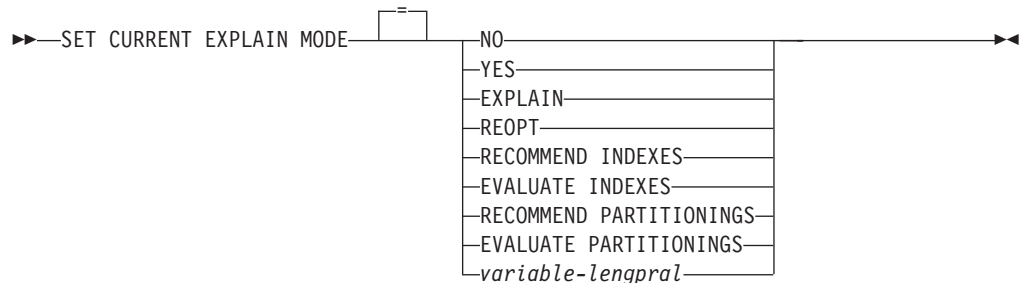 =
SET CURRENT EXPLAIN MODE
NO
YES
EXPLAIN
REOPT
RECOMMEND INDEXES
EVALUATE INDEXES
RECOMMEND PARTITIONINGS
EVALUATE PARTITIONINGS
variable-lengpral